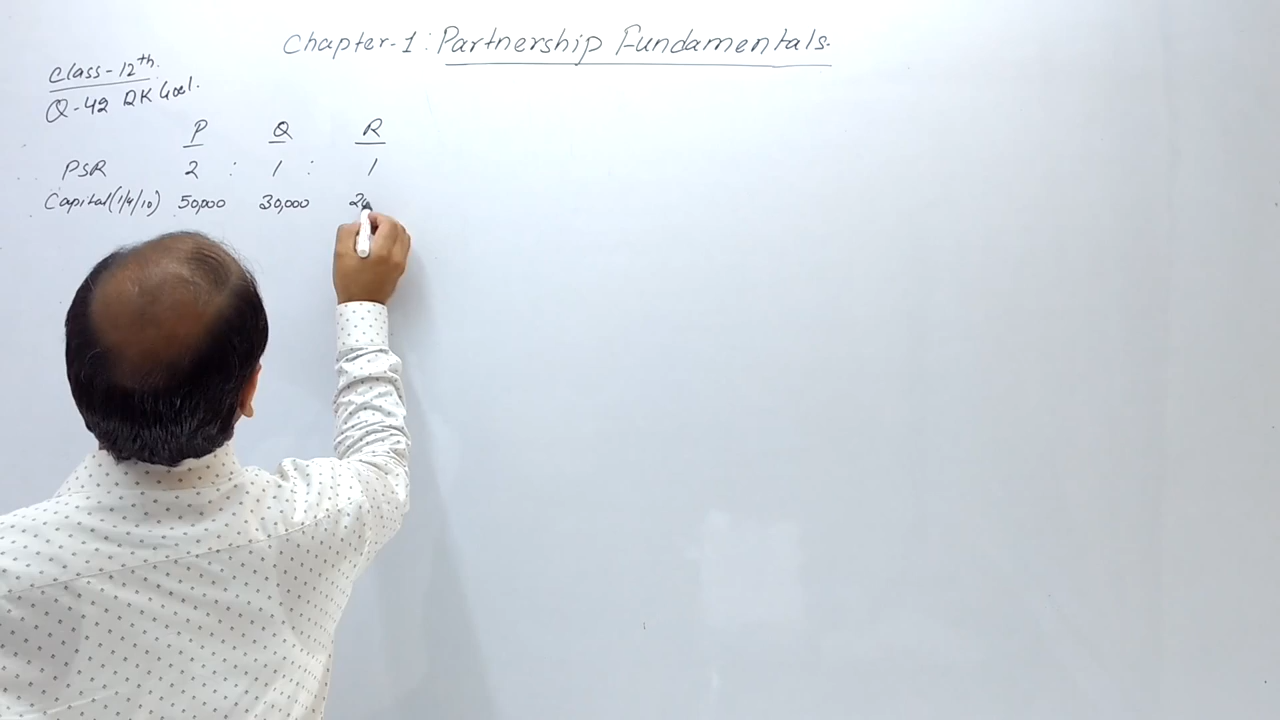 Chapter-1: Partnership Fundamentals.
Class-12th.
Q-42 DK Goel.
P Q R
PSR 2 : 1 : 1
Capital (1/4/10) 50,000 30,000